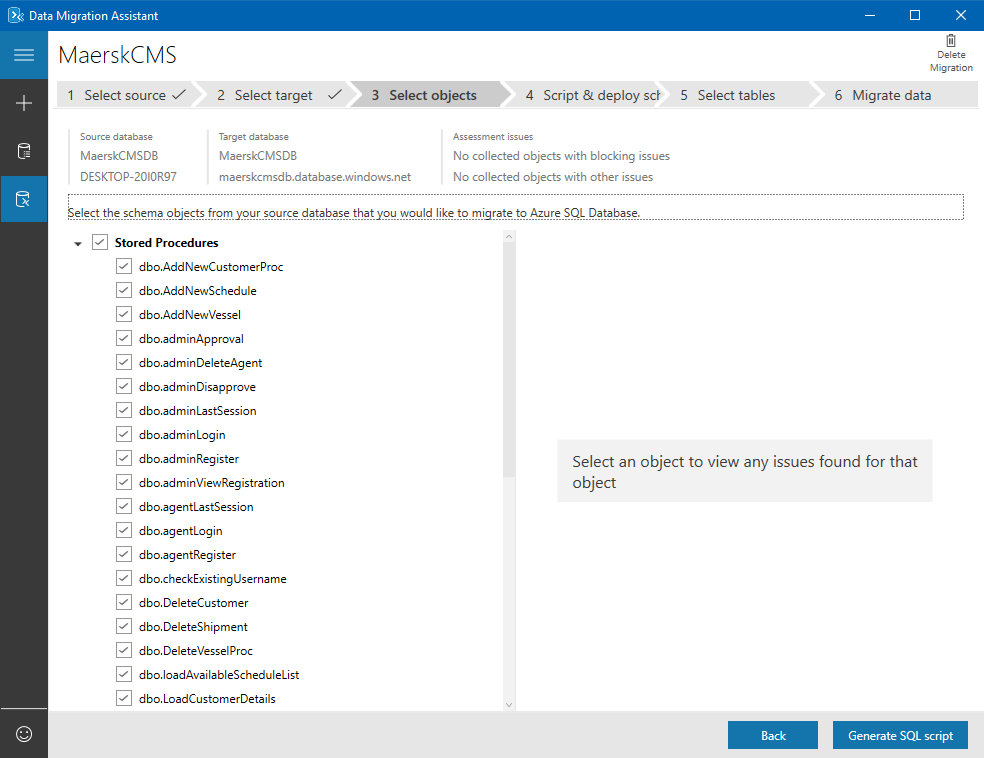 Data Migration Assistant
MaerskCMS
Delete
Migration
1 Select source
2 Select target
3 Select objects
4 Script & deploy sch
5 Select tables
6 Migrate data
Source database
MaerskCMSDB
DESKTOP-20I0R97
Target database
MaerskCMSDB
maerskcmsdb.database.windows.net
Assessment issues
No collected objects with blocking issues
No collected objects with other issues
Select the schema objects from your source database that you would like to migrate to Azure SQL Database.
Stored Procedures
dbo.AddNewCustomerProc
dbo.AddNewSchedule
dbo.AddNewVessel
dbo.adminApproval
dbo.adminDeleteAgent
dbo.adminDisapprove
dbo.adminLastSession
dbo.adminLogin
dbo.adminRegister
dbo.adminViewRegistration
dbo.agentLastSession
dbo.agentLogin
dbo.agentRegister
dbo.checkExistingUsername
dbo.DeleteCustomer
dbo.DeleteShipment
dbo.DeleteVesselProc
dbo.loadAvailableScheduleList
dbo.LoadCustomerDetails
Select an object to view any issues found for that
object
Back
Generate SQL script